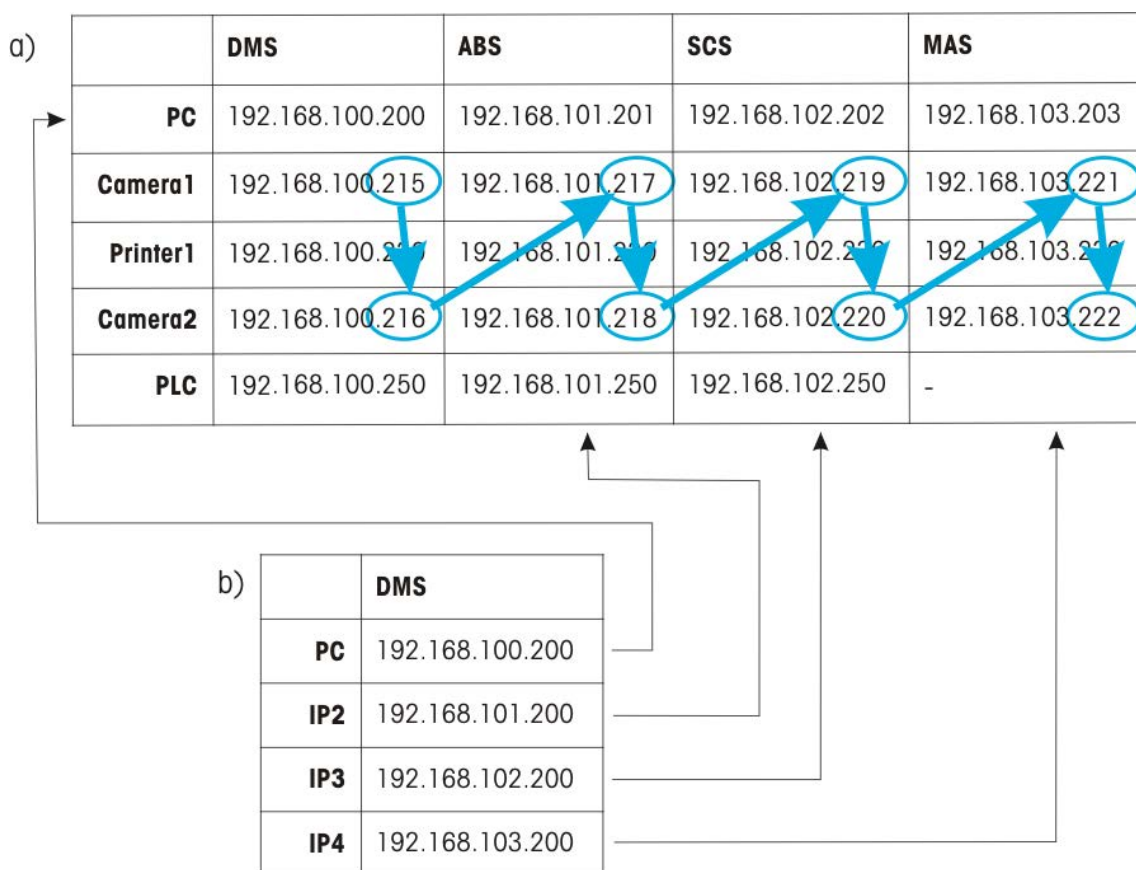 a)
DMS ABS SCS MAS
PC 192.168.100.200 192.168.101.201 192.168.102.202 192.168.103.203
Camera1 192.168.100.215 192.168.101.217 192.168.102.219 192.168.103.221
Printer1
Camera2 192.168.100.216 192.168.101.218 192.168.102.220 192.168.103.222
PLC 192.168.100.250 192.168.101.250 192.168.102.250 -
b)
DMS
PC 192.168.100.200
IP2 192.168.101.200
IP3 192.168.102.200
IP4 192.168.103.200